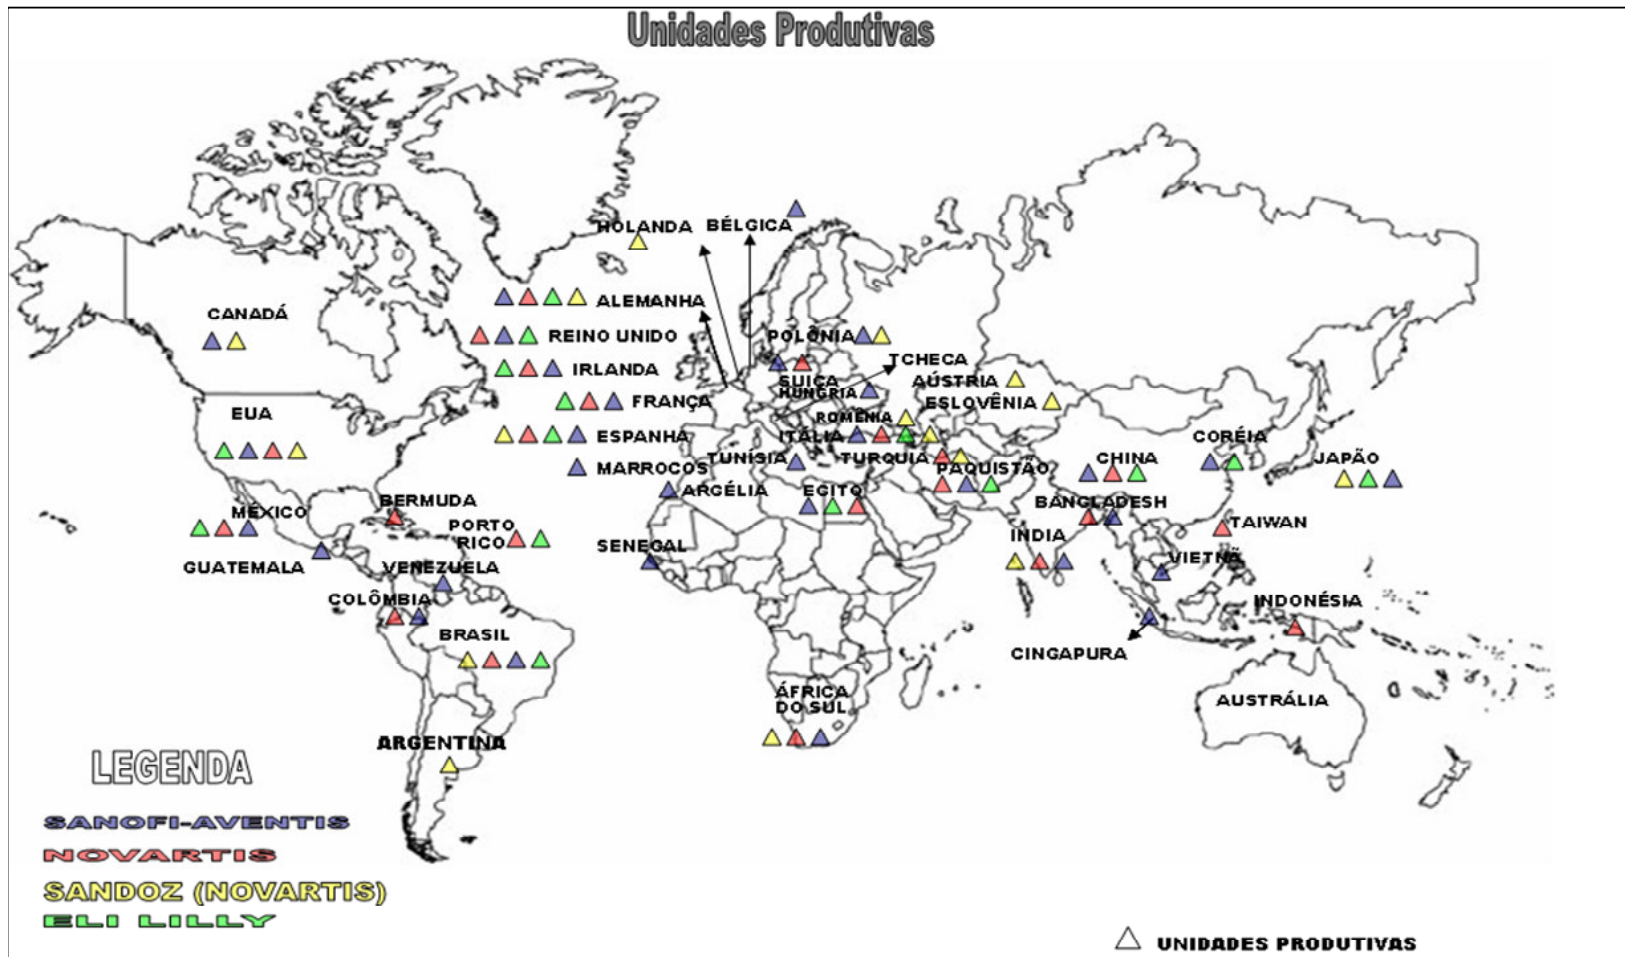 Unidades Produtivas
HOLANDA
BÉLGICA
CANADÁ
ALEMANHA
REINO UNIDO
POLÔNIA
TCHECA
IRLANDA
SUIÇA
AÚSTRIA
HUNGRIA
FRANÇA
ESLOVÊNIA
EUA
ROMÊNIA
ESPANHA
ITÁLIA
CORÉIA
MARROCOS
TUNÍSIA
TURQUIA
PAQUISTÃO
CHINA
JAPÃO
ARGÉLIA
EGITO
BERMUDA
BANGLADESH
MÉXICO
PORTO
RICO
TAIWAN
INDIA
SENEGAL
GUATEMALA
VENEZUELA
VIETNÃ
COLÔMBIA
INDONÉSIA
BRASIL
CINGAPURA
ÁFRICA
DO SUL
AUSTRÁLIA
ARGENTINA
LEGENDA
SANOFI-AVENTIS
NOVARTIS
SANDOZ (NOVARTIS)
ELI LILLY
UNIDADES PRODUTIVAS